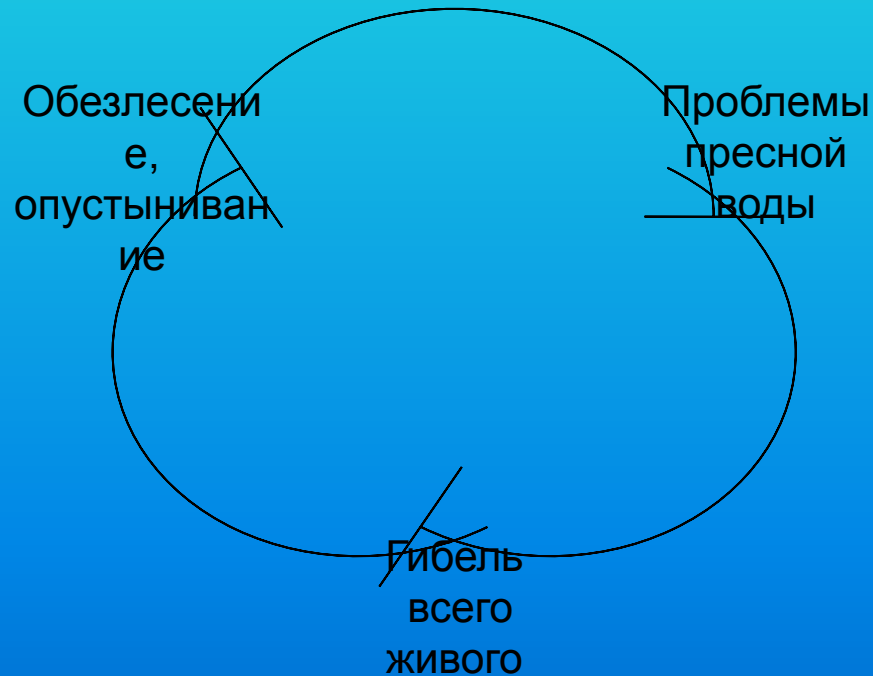 Обезлесени
е,
опустыниван
ие
Проблемы
пресной
воды
Гибель
всего
живого